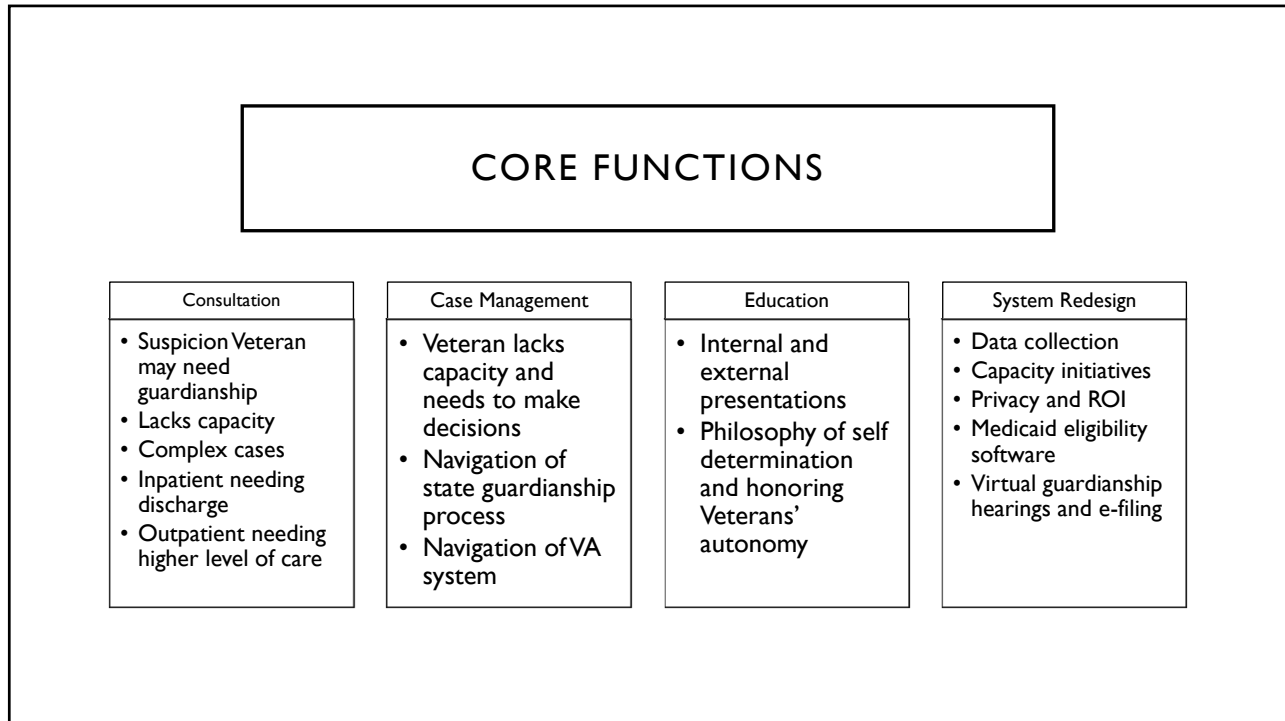 CORE FUNCTIONS
Consultation
• Suspicion Veteran
may need
guardianship
• Lacks capacity
• Complex cases
• Inpatient needing
discharge
• Outpatient needing
higher level of care
Case Management
• Veteran lacks
capacity and
needs to make
decisions
• Navigation of
state guardianship
process
• Navigation of VA
system
Education
• Internal and
external
presentations
• Philosophy of self
determination
and honoring
Veterans’
autonomy
System Redesign
• Data collection
• Capacity initiatives
• Privacy and ROI
• Medicaid eligibility
software
• Virtual guardianship
hearings and e-filing